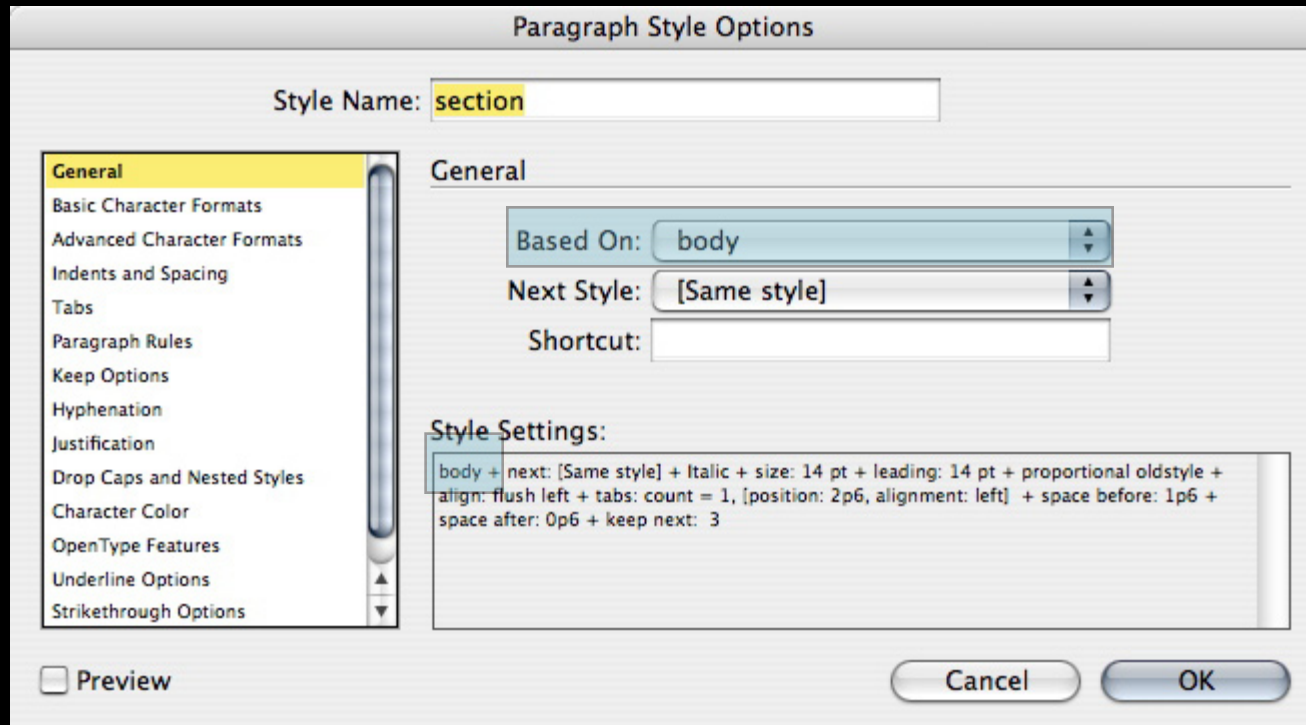 Paragraph Style Options
Style Name: section
General
Basic Character Formats
Advanced Character Formats
Indents and Spacing
Tabs
Paragraph Rules
Keep Options
Hyphenation
Justification
Drop Caps and Nested Styles
Character Color
OpenType Features
Underline Options
Strikethrough Options
General
Based On: body
Next Style: [Same style]
Shortcut:
Style Settings:
body + next: [Same style] + Italic + size: 14 pt + leading: 14 pt + proportional oldstyle +
align: flush left + tabs: count = 1, [position: 2p6, alignment: left] + space before: 1p6 +
space after: 0p6 + keep next: 3
Preview
Cancel
OK